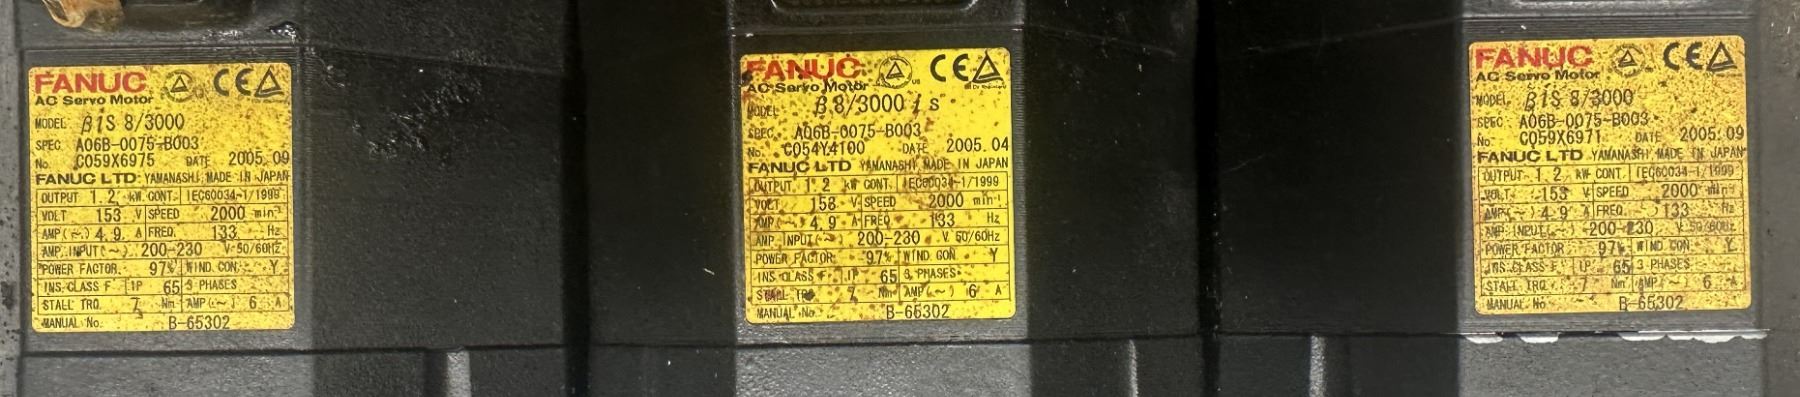 FANUC CE
AC Servo Motor
MODEL βiS 8/3000
SPEC. A06B-0075-B003
No. C059X6975 DATE 2005.09
FANUC LTD YAMANASHI, MADE IN JAPAN
OUTPUT 1.2 kW CONT. IEC60034-1/1999
VOLT 153 V SPEED 2000 min⁻¹
AMP(~) 4.9 A FREQ. 133 Hz
AMP. INPUT(~) 200-230 V 50/60Hz
POWER FACTOR. 97% WIND. CON. Y
INS. CLASS F. IP 65 3 PHASES
STALL TRQ. 7 Nm AMP(~) 6 A
MANUAL No. B-65302
FANUC US CE
AC Servo Motor
MODEL β8/3000is
SPEC. A06B-0075-B003
No. C054Y4100 DATE 2005.04
FANUC LTD YAMANASHI, MADE IN JAPAN
OUTPUT 1.2 kW CONT. IEC60034-1/1999
VOLT 158 V SPEED 2000 min⁻¹
AMP(~) 4.9 A FREQ. 133 Hz
AMP. INPUT(~) 200-230 V 50/60Hz
POWER FACTOR. 97% WIND. CON. Y
INS. CLASS F. IP 65 3 PHASES
STALL TRQ. 7 Nm AMP(~) 6 A
MANUAL No. B-65302
FANUC CE
AC Servo Motor
MODEL βiS 8/3000
SPEC. A06B-0075-B003
No. C059X6971 DATE 2005.09
FANUC LTD YAMANASHI, MADE IN JAPAN
OUTPUT 1.2 kW CONT. IEC60034-1/1999
VOLT 153 V SPEED 2000 min⁻¹
AMP(~) 4.9 A FREQ. 133 Hz
AMP. INPUT(~) 200-230 V 50/60Hz
POWER FACTOR 97% WIND. CON. Y
INS. CLASS F. IP 65 3 PHASES
STALL TRQ. 7 Nm AMP(~) 6 A
MANUAL No. B-65302